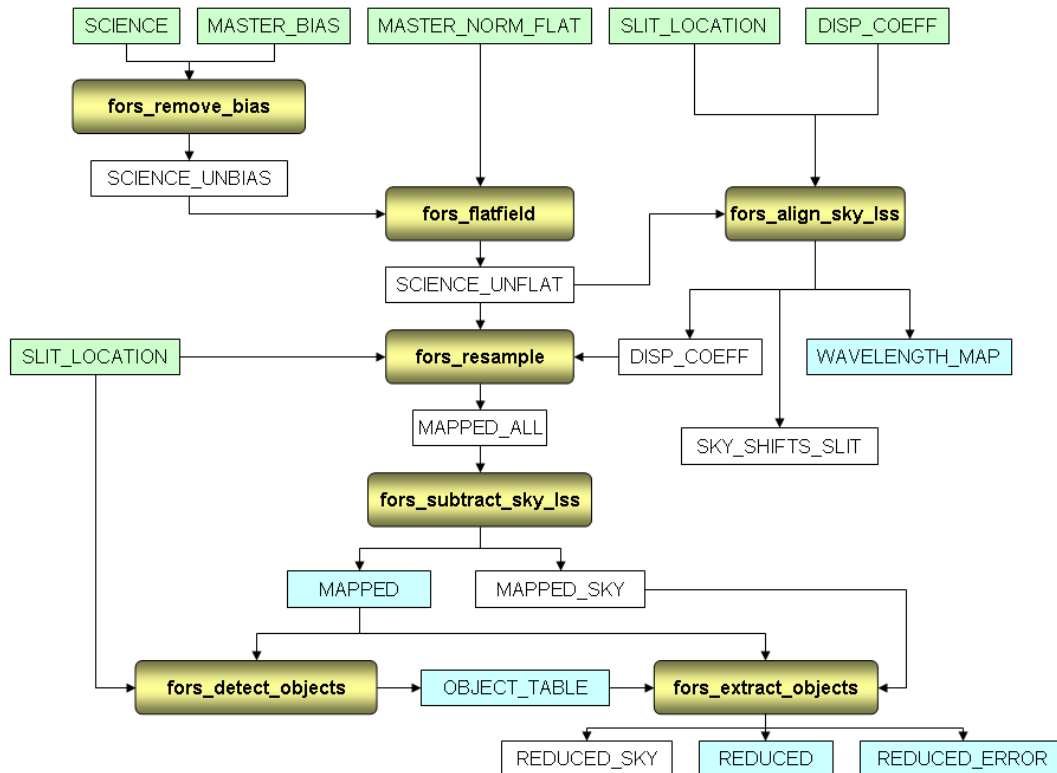 SCIENCE
MASTER_BIAS
MASTER_NORM_FLAT
SLIT_LOCATION
DISP_COEFF
fors_remove_bias
SCIENCE_UNBIAS
fors_flatfield
fors_align_sky_lss
SCIENCE_UNFLAT
SLIT_LOCATION
fors_resample
DISP_COEFF
WAVELENGTH_MAP
MAPPED_ALL
SKY_SHIFTS_SLIT
fors_subtract_sky_lss
MAPPED
MAPPED_SKY
fors_detect_objects
OBJECT_TABLE
fors_extract_objects
REDUCED_SKY
REDUCED
REDUCED_ERROR